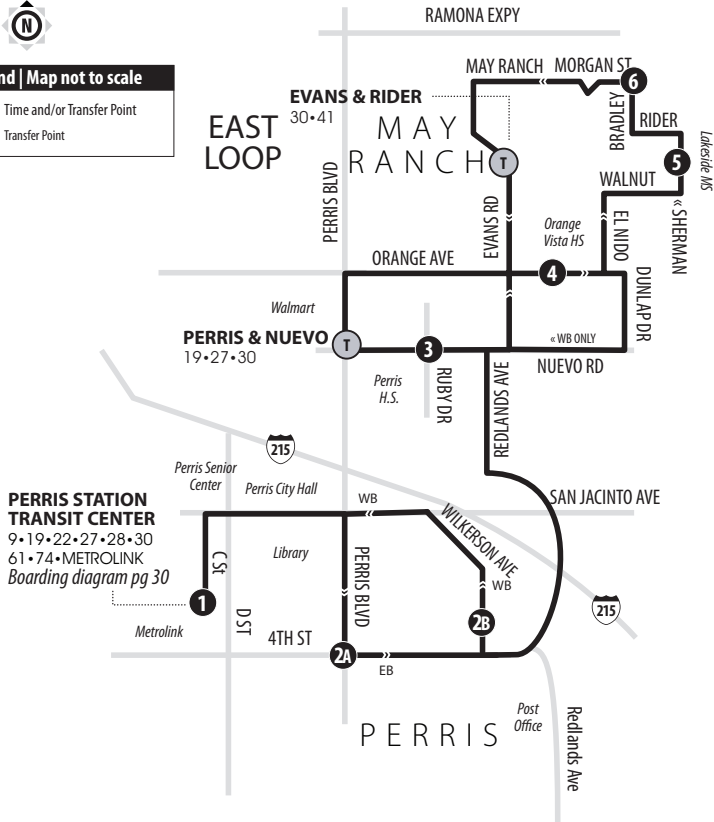 N
RAMONA EXPY
nd | Map not to scale
Time and/or Transfer Point
Transfer Point
EAST
LOOP
EVANS & RIDER
30•41
MAY
RANCH
MAY RANCH
MORGAN ST
6
BRADLEY
RIDER
5
Lakeside MS
WALNUT
« SHERMAN
EL NIDO
T
PERRIS BLVD
EVANS RD
Orange
Vista HS
ORANGE AVE
4
DUNLAP DR
Walmart
PERRIS & NUEVO
19•27•30
T
3
« WB ONLY
NUEVO RD
Perris
H.S.
RUBY DR
REDLANDS AVE
215
Perris Senior
Center
Perris City Hall
SAN JACINTO AVE
PERRIS STATION
TRANSIT CENTER
9•19•22•27•28•30
61•74•METROLINK
Boarding diagram pg 30
WB
WILKERSON AVE
WB
C St
Library
PERRIS BLVD
1
D ST
215
2B
Metrolink
4TH ST
2A
EB
PERRIS
Post
Office
Redlands Ave